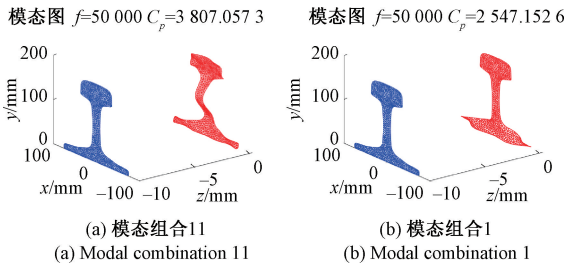 模态图 f=50 000 Cp=3 807.057 3
模态图 f=50 000 Cp=2 547.152 6
200
100
0
y/mm
100
0
-100
x/mm
-10
-5
0
z/mm
200
100
0
y/mm
100
0
-100
x/mm
-10
-5
0
z/mm
(a) 模态组合11
(b) 模态组合1
(a) Modal combination 11
(b) Modal combination 1